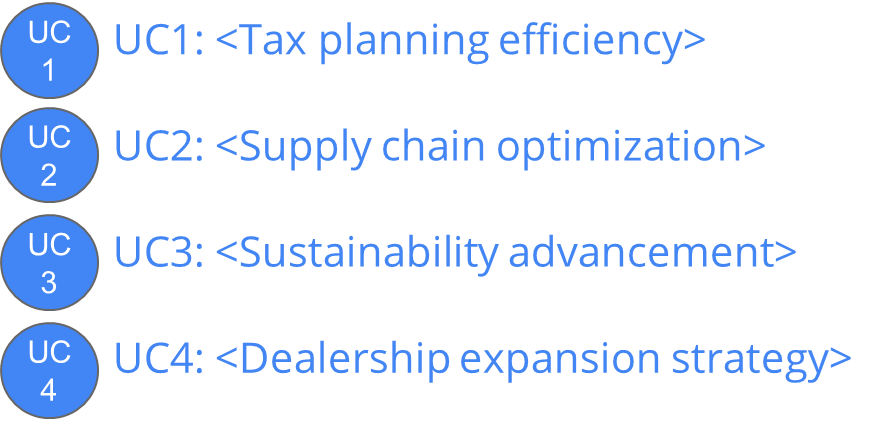 UC
1
UC1: <Tax planning efficiency>
UC
2
UC2: <Supply chain optimization>
UC
3
UC3: <Sustainability advancement>
UC
4
UC4: <Dealership expansion strategy>